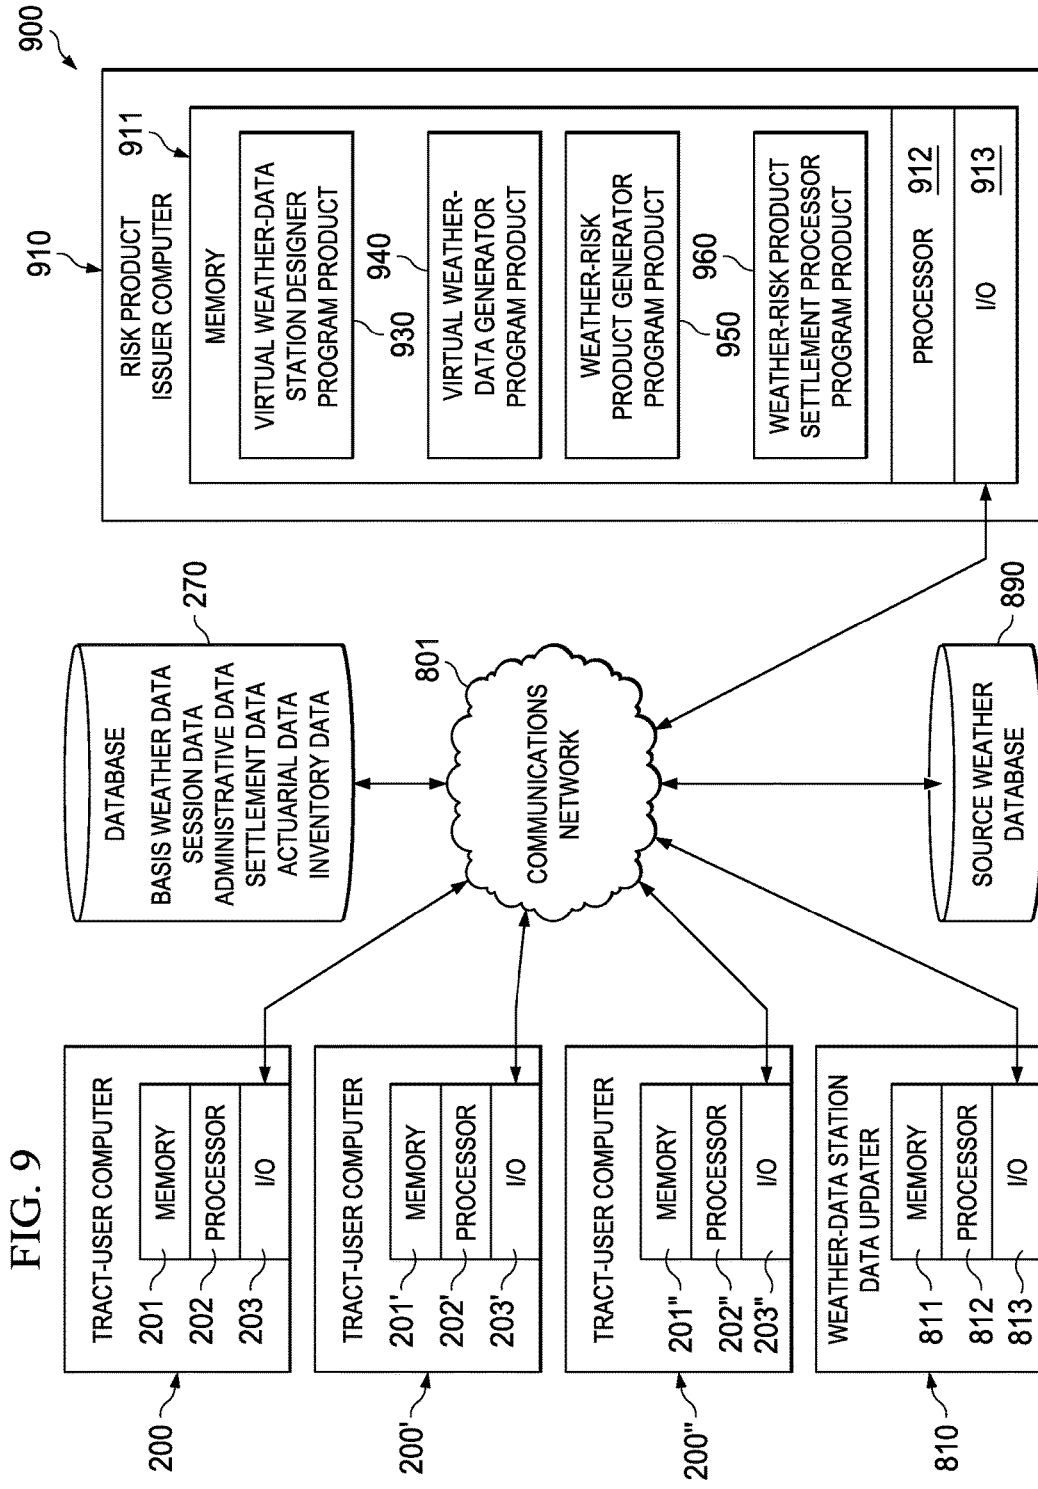 FIG. 9
900
200
TRACT-USER COMPUTER
201
MEMORY
202
PROCESSOR
203
I/O
200'
TRACT-USER COMPUTER
201'
MEMORY
202'
PROCESSOR
203'
I/O
200"
TRACT-USER COMPUTER
201"
MEMORY
202"
PROCESSOR
203"
I/O
810
WEATHER-DATA STATION
DATA UPDATER
811
MEMORY
812
PROCESSOR
813
I/O
270
DATABASE
BASIS WEATHER DATA
SESSION DATA
ADMINISTRATIVE DATA
SETTLEMENT DATA
ACTUARIAL DATA
INVENTORY DATA
801
COMMUNICATIONS
NETWORK
890
SOURCE WEATHER
DATABASE
910
RISK PRODUCT
ISSUER COMPUTER
911
MEMORY
VIRTUAL WEATHER-DATA
STATION DESIGNER
PROGRAM PRODUCT
930
940
VIRTUAL WEATHER-
DATA GENERATOR
PROGRAM PRODUCT
WEATHER-RISK
PRODUCT GENERATOR
PROGRAM PRODUCT
950
960
WEATHER-RISK PRODUCT
SETTLEMENT PROCESSOR
PROGRAM PRODUCT
PROCESSOR 912
I/O 913